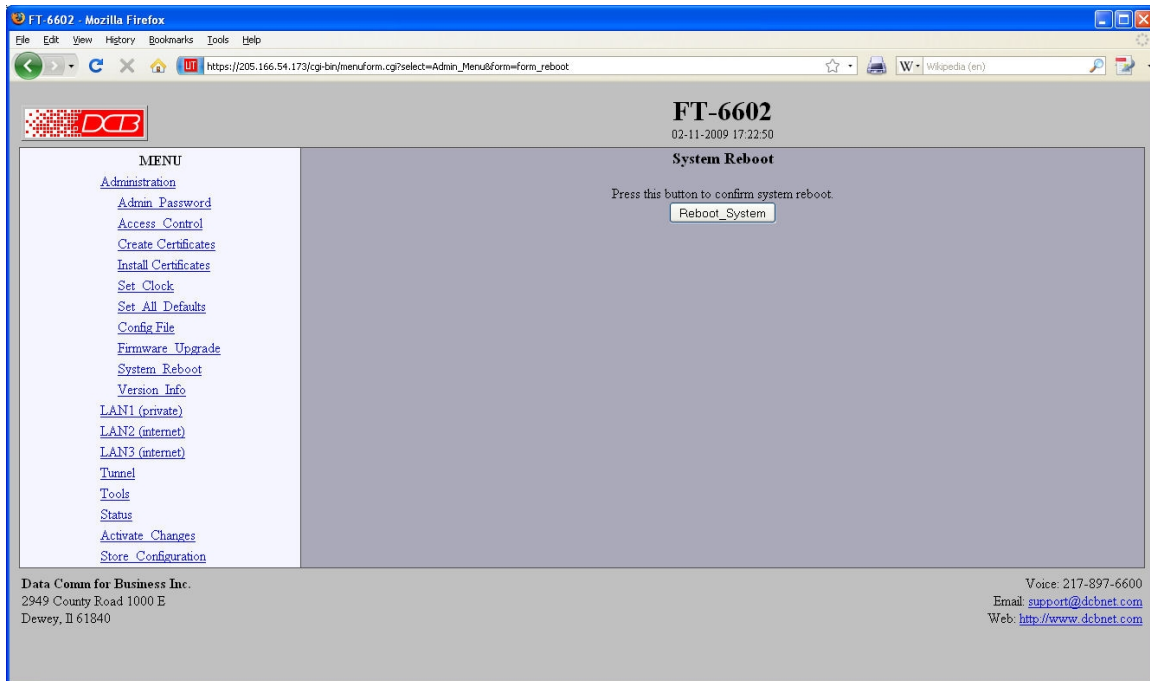 FT-6602 - Mozilla Firefox
File Edit View History Bookmarks Tools Help
UT https://205.166.54.173/cgi-bin/menuform.cgi?select=Admin_Menu&form=form_reboot W Wikipedia (en)
DCB
FT-6602
02-11-2009 17:22:50
MENU
Administration
Admin Password
Access Control
Create Certificates
Install Certificates
Set Clock
Set All Defaults
Config File
Firmware Upgrade
System Reboot
Version Info
LAN1 (private)
LAN2 (internet)
LAN3 (internet)
Tunnel
Tools
Status
Activate Changes
Store Configuration
System Reboot
Press this button to confirm system reboot.
Reboot_System
Data Comm for Business Inc.
2949 County Road 1000 E
Dewey, Il 61840
Voice: 217-897-6600
Email: support@dcbnet.com
Web: http://www.dcbnet.com